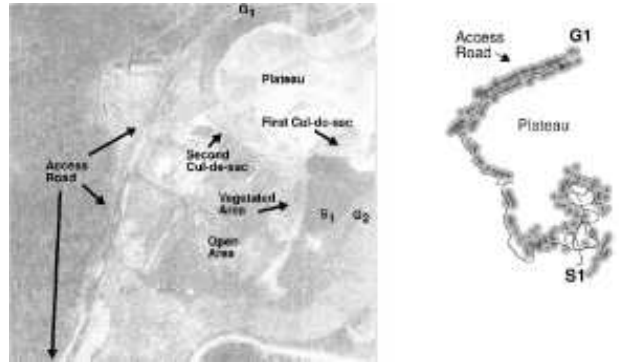 G1
Plateau
First Cul-de-sac
Access
Road
Second
Cul-de-sac
Vegetated
Area
S1
G2
Open
Area
Access
Road
G1
Plateau
S1